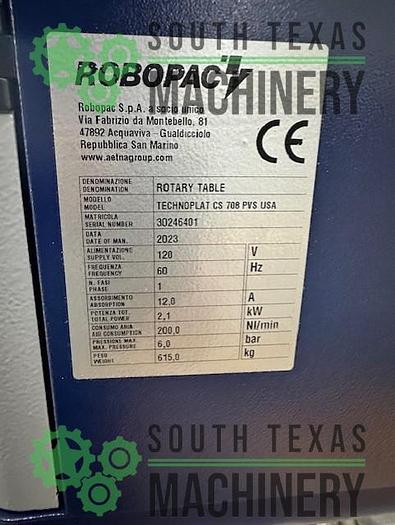 SOUTH TEXAS
MACHINERY
ROBOPAC
Robopac S.p.A. a socio unico
Via Fabrizio da Montebello, 81
47892 Acquaviva - Gualdicciolo
Repubblica San Marino
www.aetnagroup.com
CE
DENOMINAZIONE
DENOMINATION
ROTARY TABLE
MODELLO
MODEL
TECHNOPLAT CS 708 PVS USA
MATRICOLA
SERIAL NUMBER
30246401
DATA
DATE OF MAN.
2023
ALIMENTAZIONE
SUPPLY VOL.
120 V
FREQUENZA
FREQUENCY
60 Hz
N. FASI
PHASE
1
ASSORBIMENTO
ABSORPTION
12,0 A
POTENZA TOT.
TOTAL POWER
2,1 kW
CONSUMO ARIA
AIR CONSUMPTION
200,0 Nl/min
PRESSIONE MAX.
MAX. PRESSURE
6,0 bar
PESO
WEIGHT
615,0 kg
SOUTH TEXAS
MACHINERY